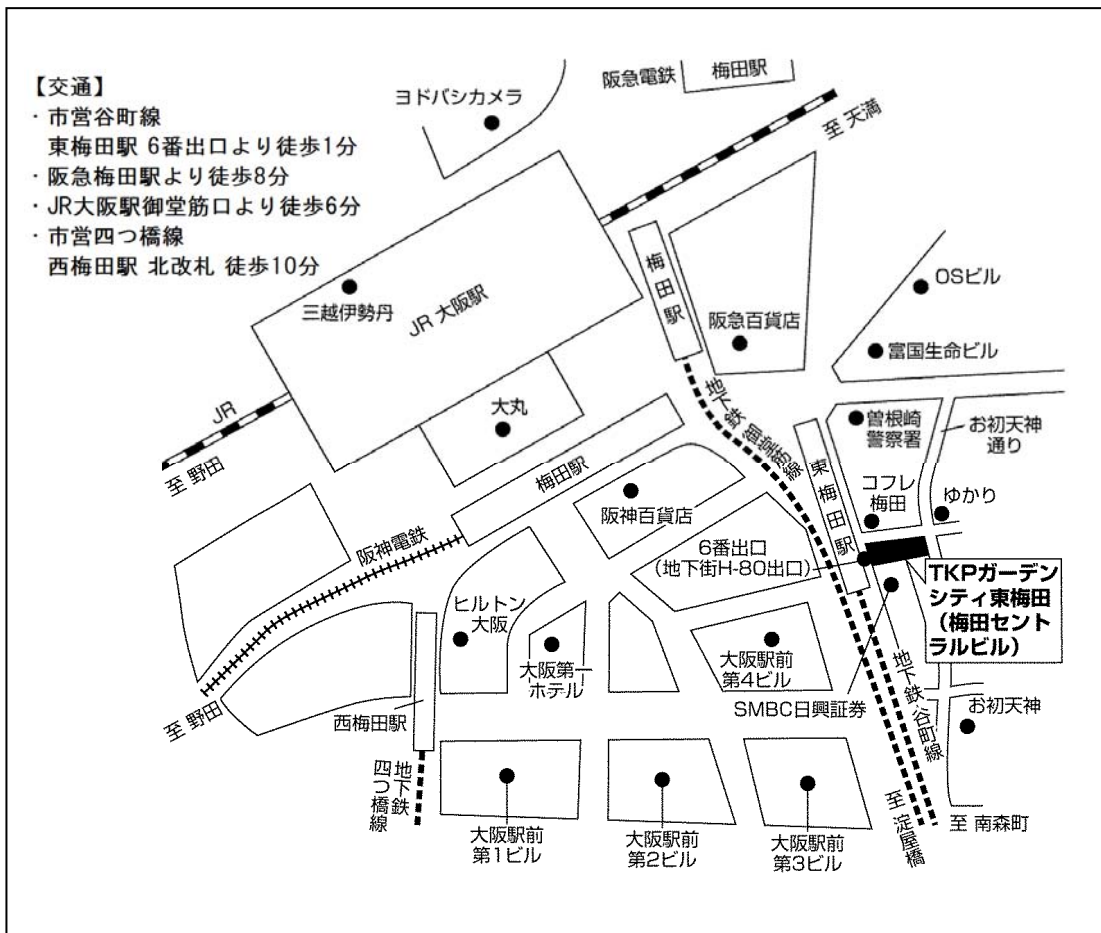 【交通】
・市営谷町線
東梅田駅 6番出口より徒歩1分
・阪急梅田駅より徒歩8分
・JR大阪駅御堂筋口より徒歩6分
・市営四つ橋線
西梅田駅 北改札 徒歩10分
阪急電鉄
梅田駅
ヨドバシカメラ
至 天満
三越伊勢丹
JR 大阪駅
梅田駅
阪急百貨店
OSビル
富国生命ビル
JR
至 野田
大丸
梅田駅
地下鉄 御堂筋線
東梅田駅
曽根崎
警察署
お初天神
通り
コフレ
梅田
ゆかり
阪神百貨店
阪神電鉄
6番出口
(地下街H-80出口)
TKPガーデン
シティ東梅田
(梅田セント
ラルビル)
ヒルトン
大阪
大阪第一
ホテル
大阪駅前
第4ビル
SMBC日興証券
地下鉄 谷町線
お初天神
至 野田
西梅田駅
地下鉄
四つ橋線
大阪駅前
第1ビル
大阪駅前
第2ビル
大阪駅前
第3ビル
至 淀屋橋
至 南森町